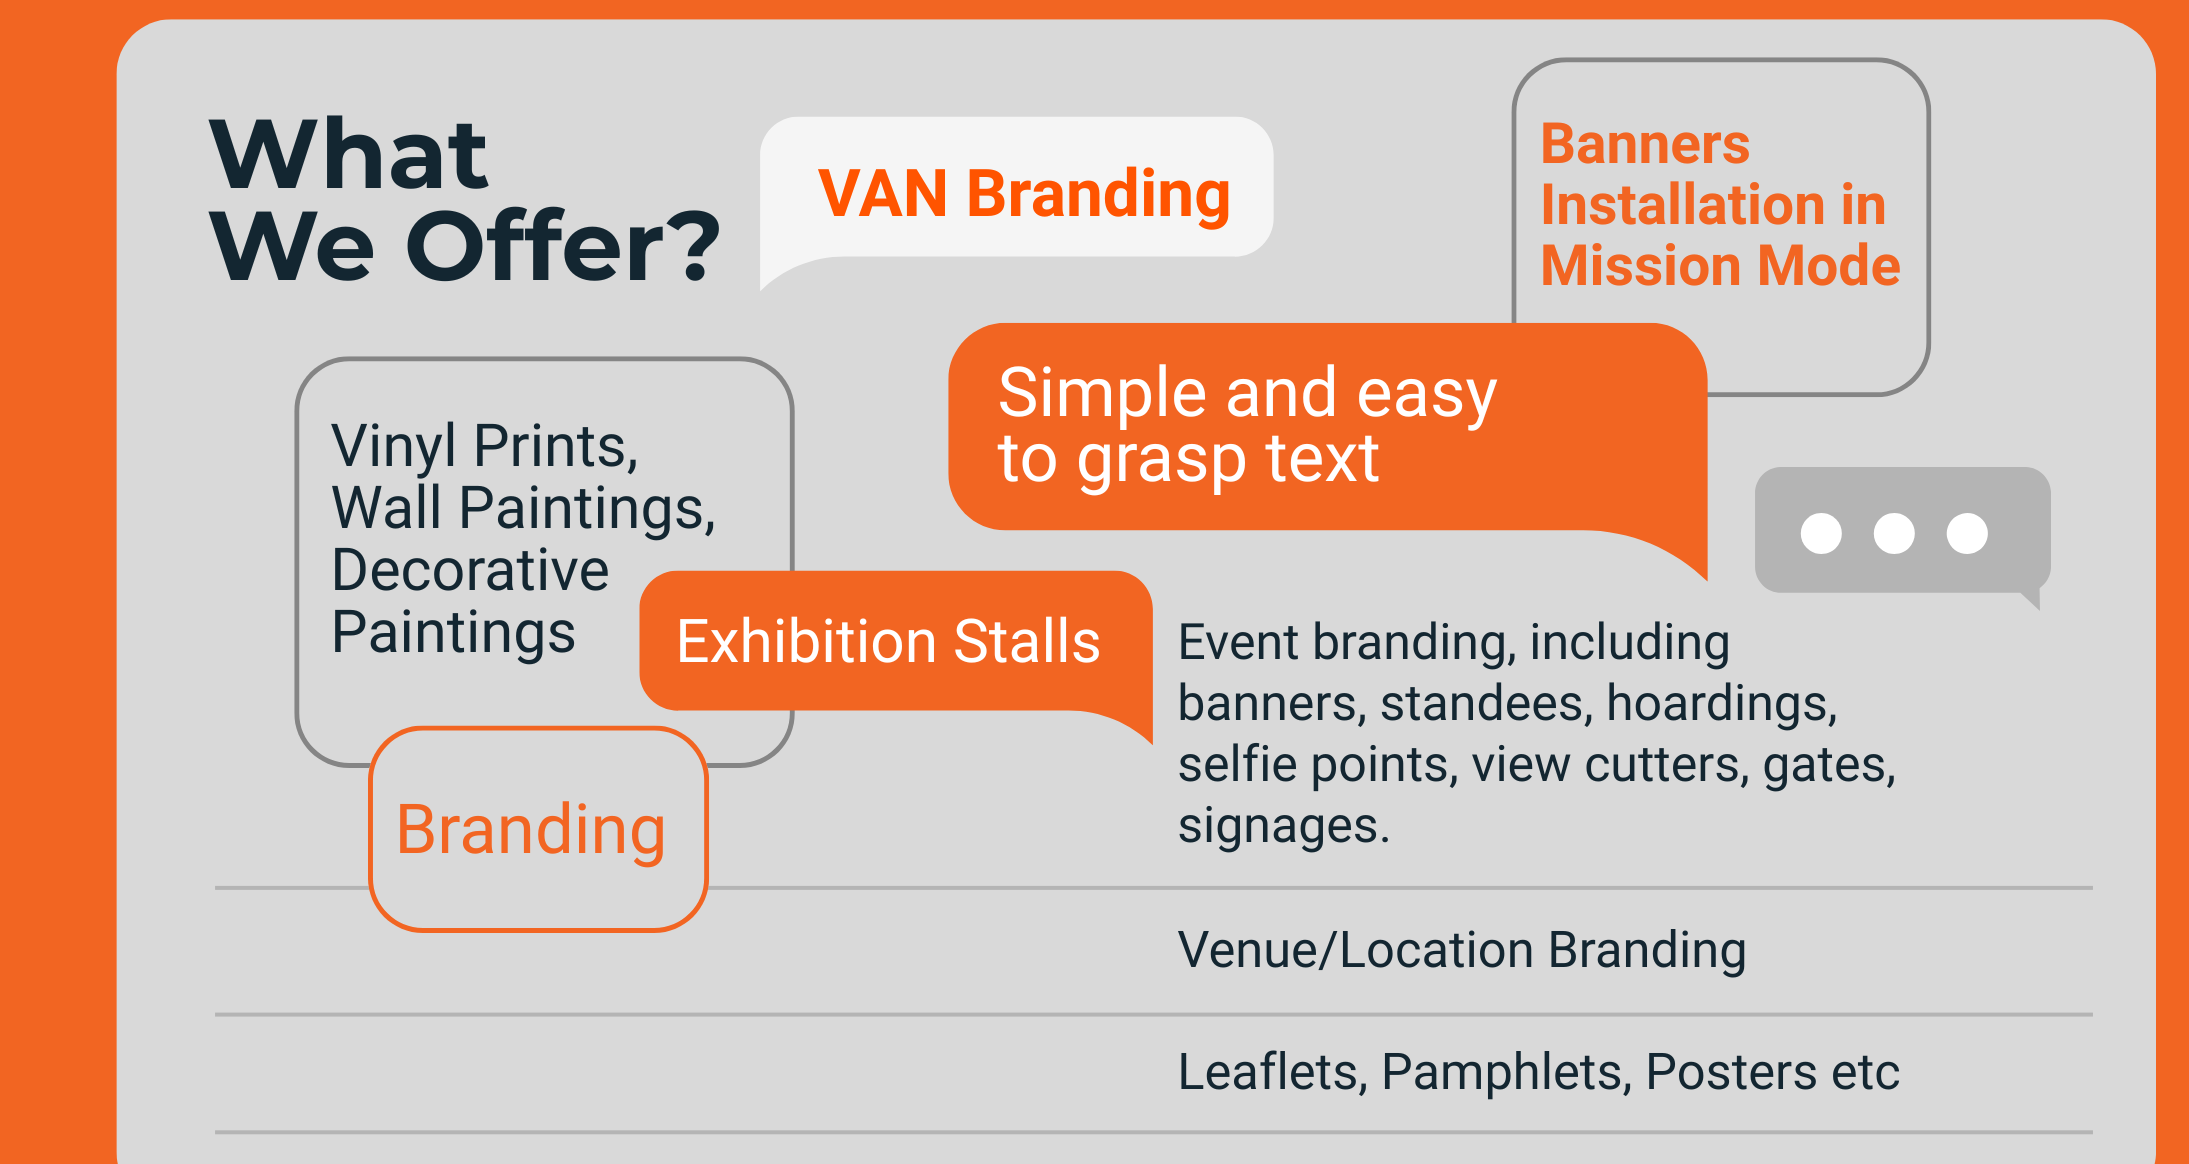 What
We Offer?
VAN Branding
Banners
Installation in
Mission Mode
Simple and easy
to grasp text
Vinyl Prints,
Wall Paintings,
Decorative
Paintings
Exhibition Stalls
Branding
Event branding, including
banners, standees, hoardings,
selfie points, view cutters, gates,
signages.
Venue/Location Branding
Leaflets, Pamphlets, Posters etc